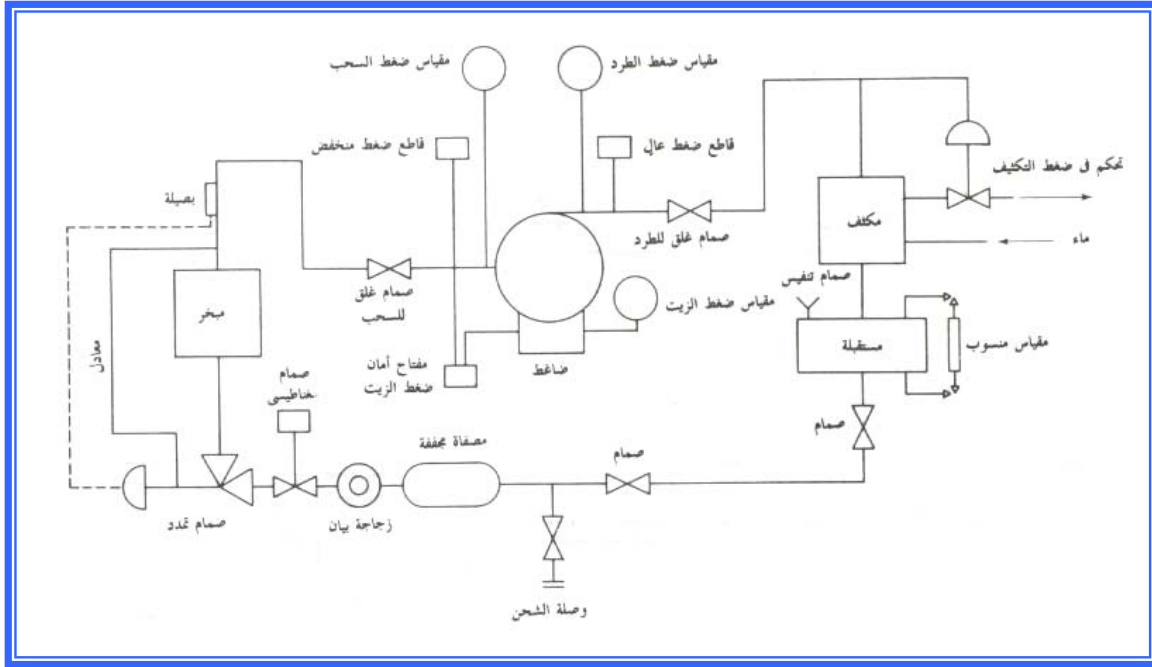 مقياس ضغط السحب
مقياس ضغط الطرد
قاطع ضغط منخفض
قاطع ضغط عال
تحكم في ضغط التكثيف
بصيلة
مكثف
صمام غلق للطرد
ماء
صمام غلق
للسحب
صمام تنفيس
مقياس ضغط الزيت
مبخر
مستقبلة
مقياس منسوب
معادل
مفتاح أمان
ضغط الزيت
ضاغط
صمام
غناطيسى
صمام
مصفاة مجففة
صمام
صمام تمدد
زجاجة بيان
وصلة الشحن